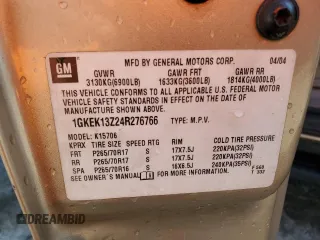 GM
MFD BY GENERAL MOTORS CORP. 04/04
GVWR GAWR FRT GAWR RR
3130KG(6900LB) 1633KG(3600LB) 1814KG(4000LB)
THIS VEHICLE CONFORMS TO ALL APPLICABLE U.S. FEDERAL MOTOR
VEHICLE SAFETY STANDARDS IN EFFECT ON THE DATE OF
MANUFACTURE SHOWN ABOVE.
1GKEK13Z24R276766 TYPE: M.P.V.
MODEL: K15706
KPRX TIRE SIZE SPEED RTG RIM COLD TIRE PRESSURE
FRT P265/70R17 S 17X7.5J 220KPA(32PSI)
RR P265/70R17 S 17X7.5J 220KPA(32PSI)
SPA P265/70R16 S 16X6.5J 240KPA(35PSI)
SEE OWNER'S MANUAL FOR MORE INFORMATION.
DREAMBID